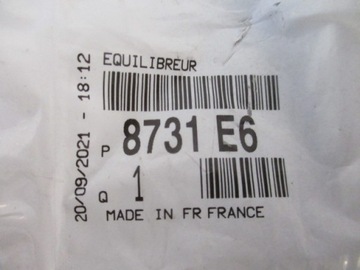 EQUILIBREUR
P 8731 E6
Q 1
MADE IN FR FRANCE
20/09/2021 - 18:12